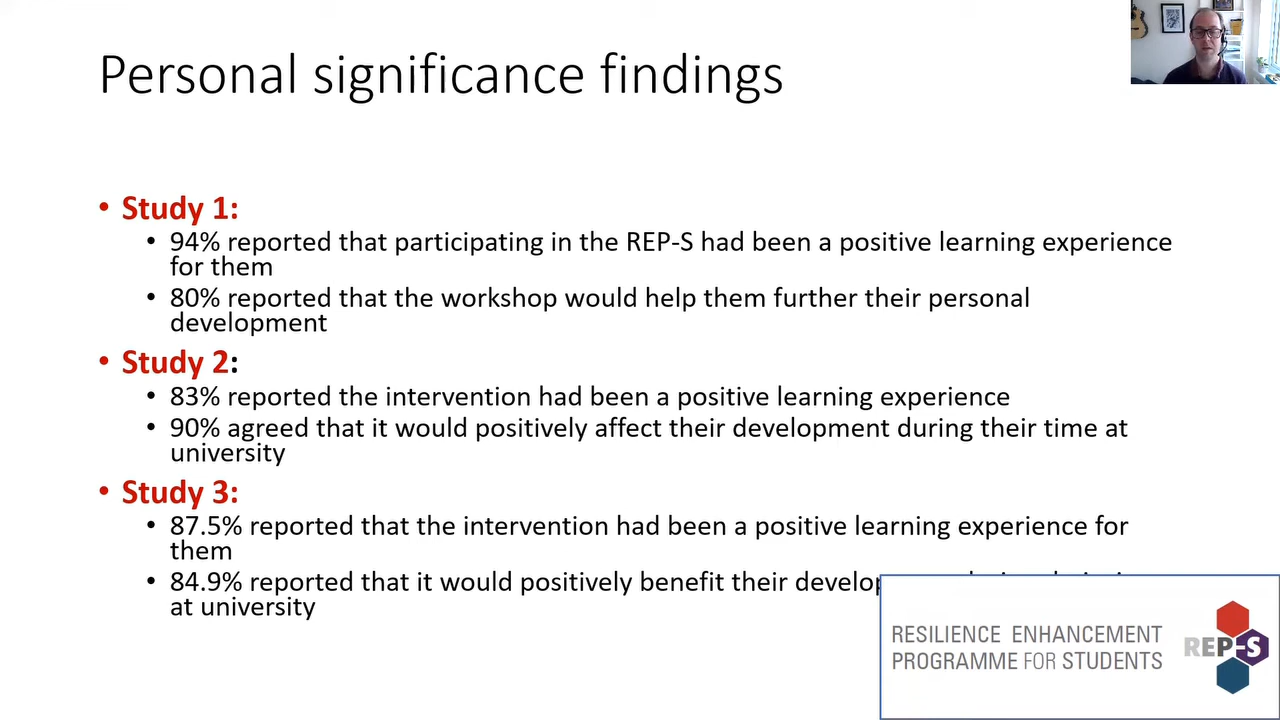 Personal significance findings
• Study 1:
• 94% reported that participating in the REP-S had been a positive learning experience
for them
• 80% reported that the workshop would help them further their personal
development
• Study 2:
• 83% reported the intervention had been a positive learning experience
• 90% agreed that it would positively affect their development during their time at
university
• Study 3:
• 87.5% reported that the intervention had been a positive learning experience for
them
• 84.9% reported that it would positively benefit their
at university
RESILIENCE ENHANCEMENT
PROGRAMME FOR STUDENTS
REP-S